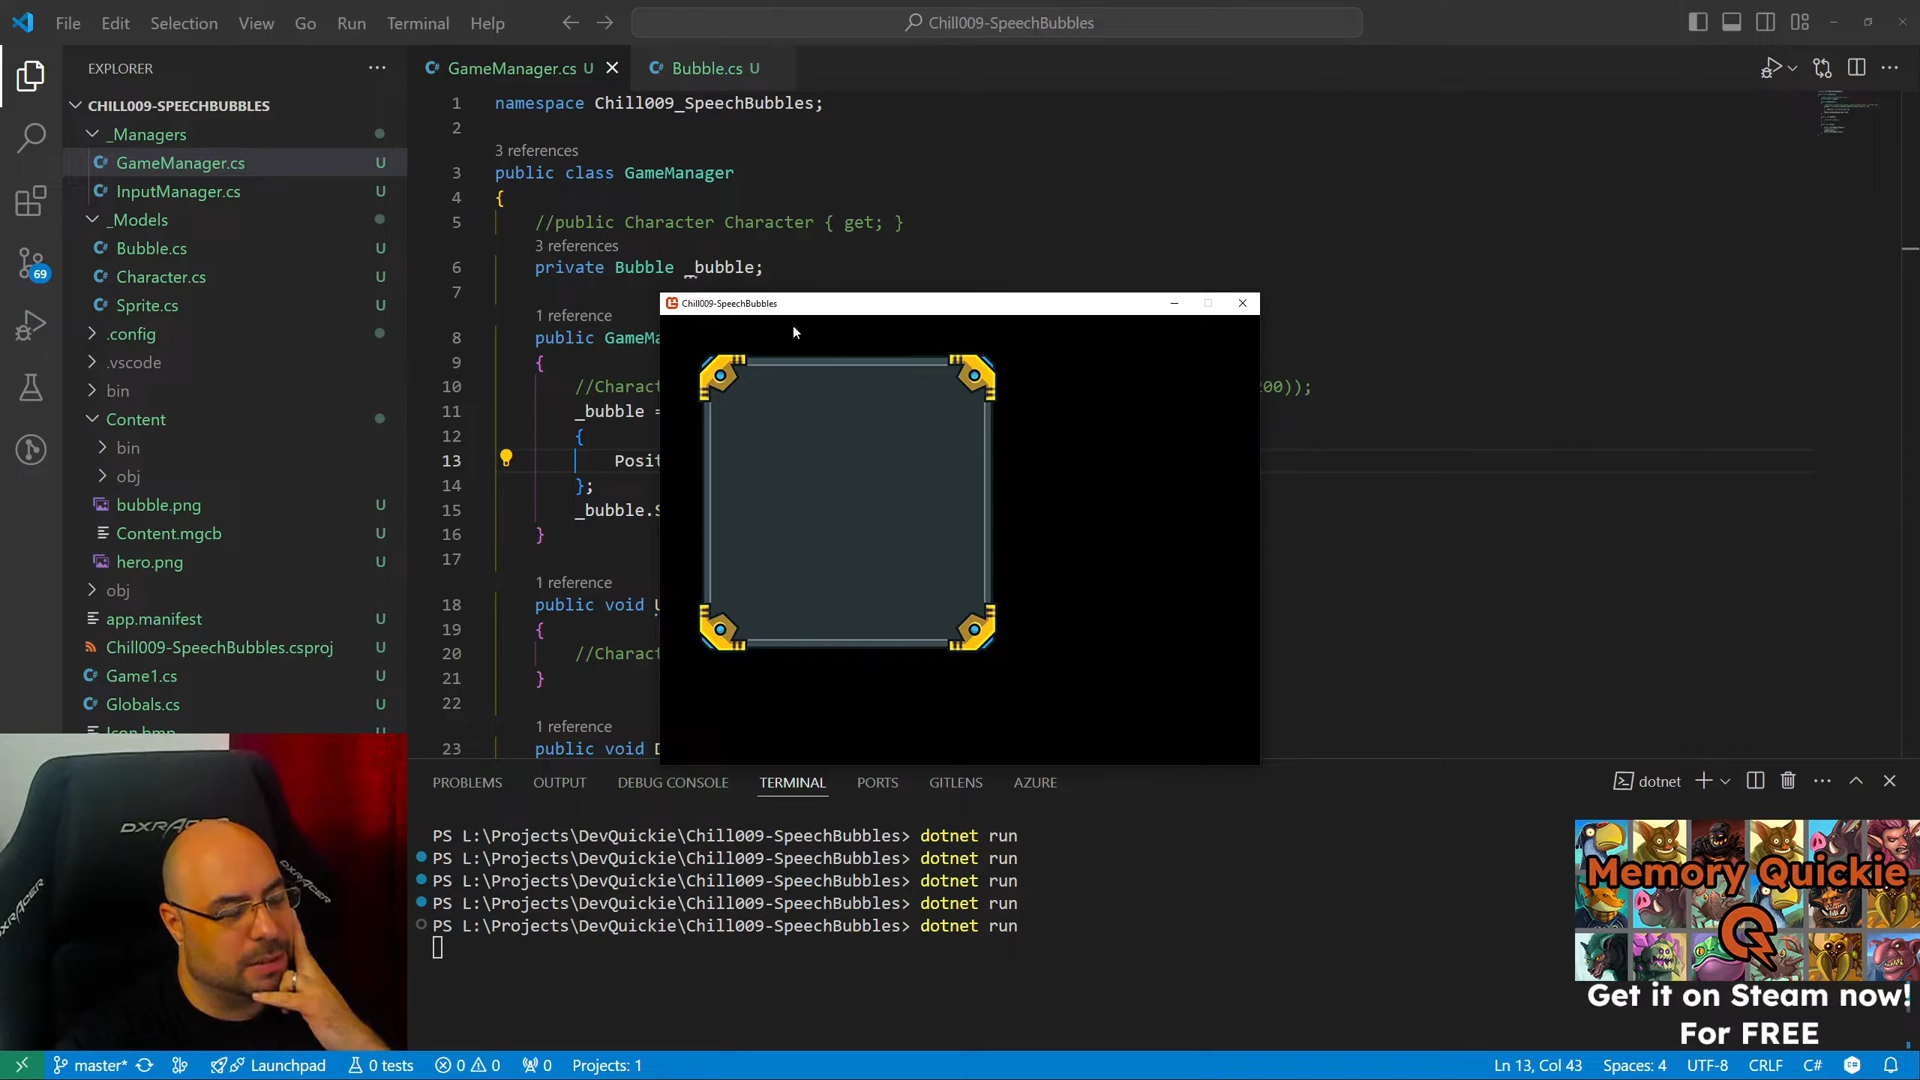 File Edit Selection View Go Run Terminal Help
Chill009-SpeechBubbles
EXPLORER
GameManager.cs U
Bubble.cs U
CHILL009-SPEECHBUBBLES
_Managers
GameManager.cs U
InputManager.cs U
_Models
Bubble.cs U
Character.cs U
Sprite.cs U
.config
.vscode
bin
Content
bin
obj
bubble.png U
Content.mgcb U
hero.png U
obj
app.manifest U
Chill009-SpeechBubbles.csproj U
Game1.cs U
Globals.cs U
Icon.bmp
69
1 namespace Chill009_SpeechBubbles;
2
3 references
3 public class GameManager
4 {
5 //public Character Character { get; }
3 references
6 private Bubble _bubble;
7
1 reference
8 public GameMa
9 {
10 //Charact 200));
11 _bubble =
12 {
13 Posit
14 };
15 _bubble.S
16 }
17
1 reference
18 public void U
19 {
20 //Charact
21 }
22
1 reference
23 public void D
Chill009-SpeechBubbles
PROBLEMS OUTPUT DEBUG CONSOLE TERMINAL PORTS GITLENS AZURE
dotnet
PS L:\Projects\DevQuickie\Chill009-SpeechBubbles> dotnet run
PS L:\Projects\DevQuickie\Chill009-SpeechBubbles> dotnet run
PS L:\Projects\DevQuickie\Chill009-SpeechBubbles> dotnet run
PS L:\Projects\DevQuickie\Chill009-SpeechBubbles> dotnet run
PS L:\Projects\DevQuickie\Chill009-SpeechBubbles> dotnet run
DXRACER
DXRACER
Memory Quickie
Get it on Steam now!
For FREE
master* Launchpad 0 tests 0 0 0 Projects: 1
Ln 13, Col 43 Spaces: 4 UTF-8 CRLF C#